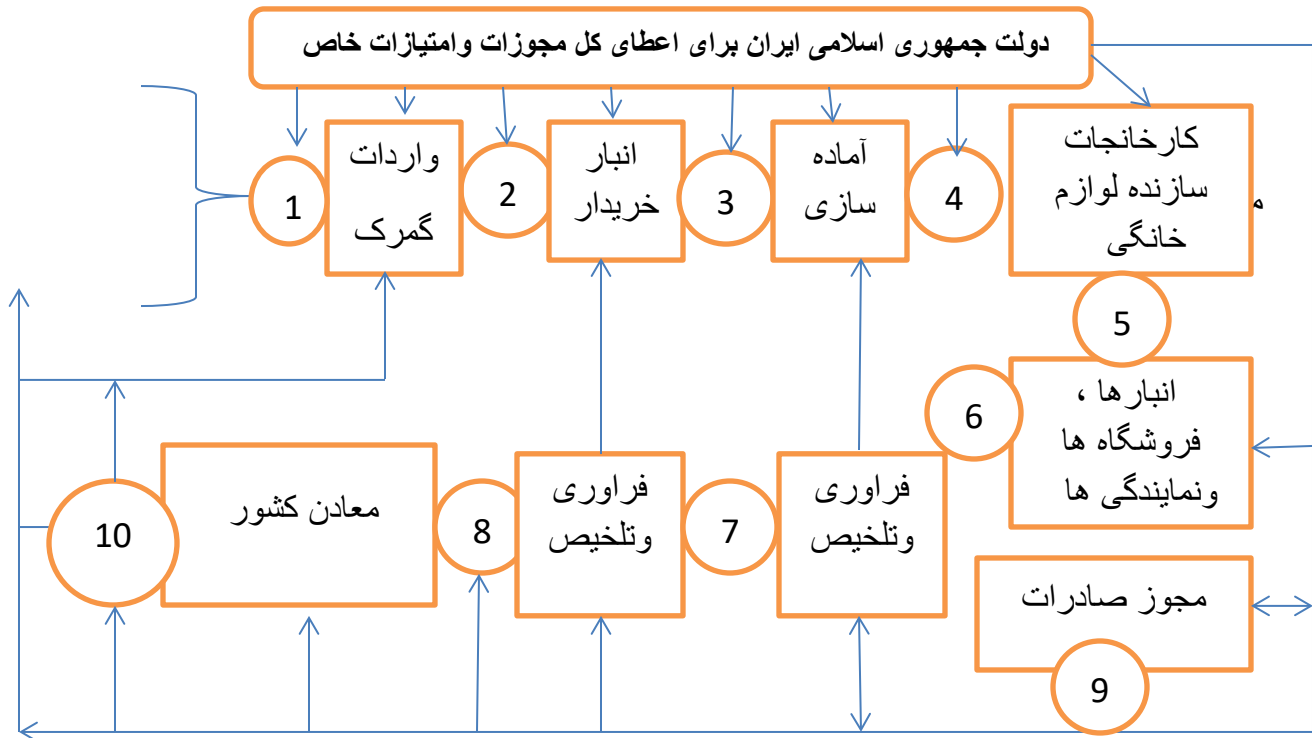 دولت جمهوری اسلامی ایران برای اعطای کل مجوزات وامتیازات خاص
1
واردات
گمرک
2
انبار
خریدار
3
آماده
سازی
4
کارخانجات
سازنده لوازم
خانگی
م
5
6
انبارها ،
فروشگاه ها
ونمایندگی ها
10
معادن کشور
8
فراوری
وتلخیص
7
فراوری
وتلخیص
مجوز صادرات
9